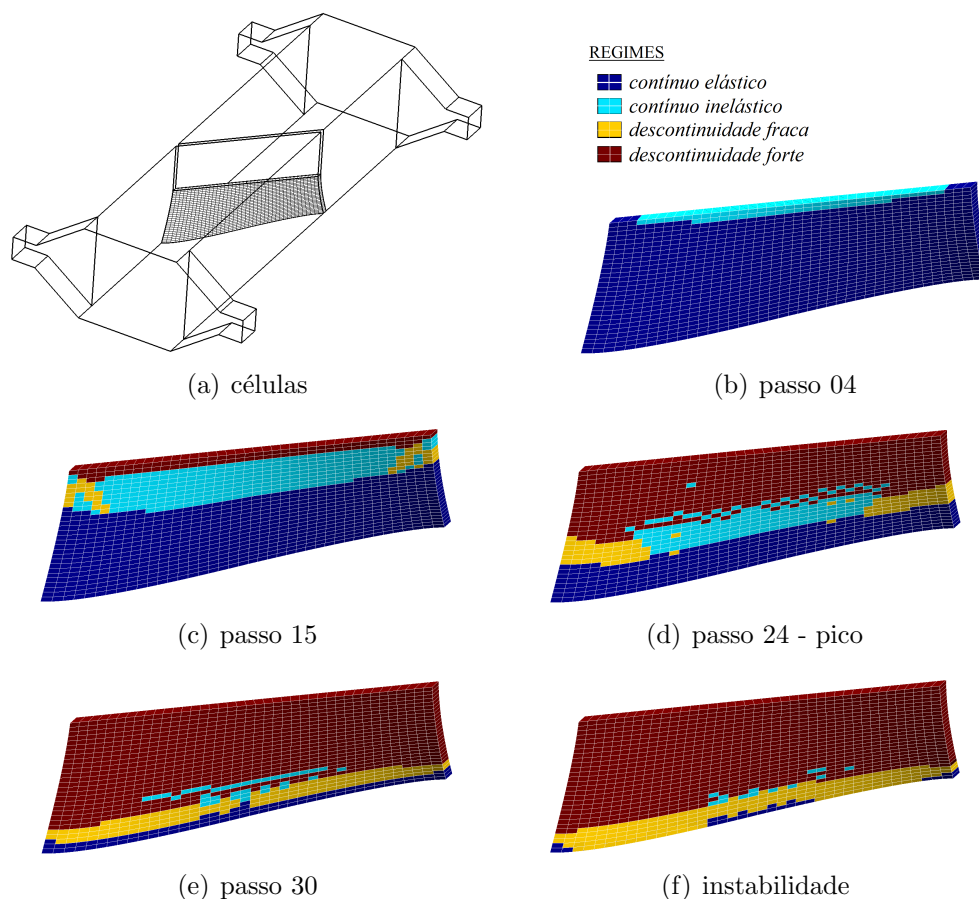 REGIMES
contínuo elástico
contínuo inelástico
descontinuidade fraca
descontinuidade forte
(a) células
(b) passo 04
(c) passo 15
(d) passo 24 - pico
(e) passo 30
(f) instabilidade